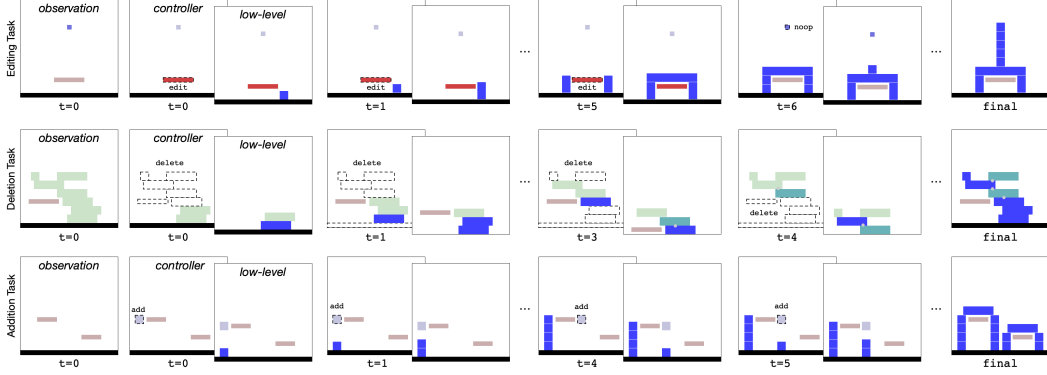 Editing Task
observation
controller
low-level
edit
edit
...
edit
noop
...
t=0
t=0
t=1
t=5
t=6
final
Deletion Task
observation
controller
low-level
delete
...
delete
delete
...
t=0
t=0
t=1
t=3
t=4
final
Addition Task
observation
controller
low-level
add
add
...
add
add
...
t=0
t=0
t=1
t=4
t=5
final